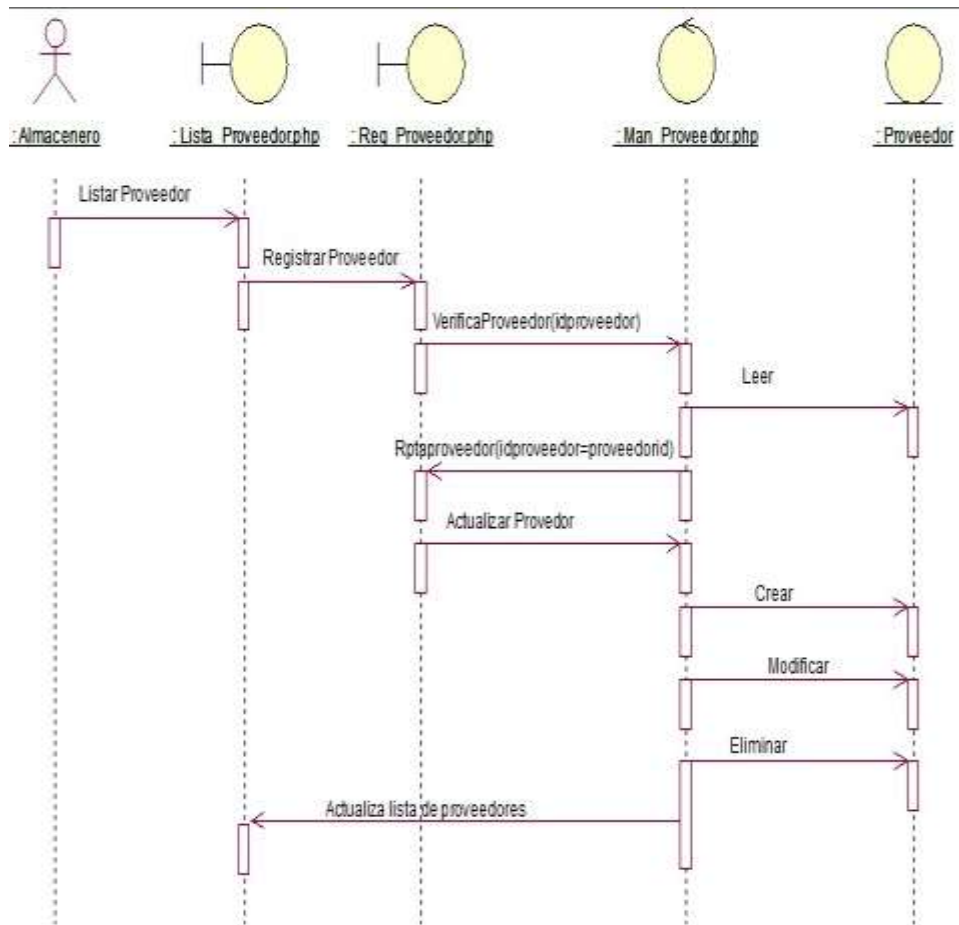 : Almacenero
: Lista_Proveedor.php
: Reg_Proveedor.php
: Man_Proveedor.php
: Proveedor
Listar Proveedor
Registrar Proveedor
VerificaProveedor(idproveedor)
Leer
Rptaproveedor(idproveedor=proveedorid)
Actualizar Provedor
Crear
Modificar
Eliminar
Actualiza lista de proveedores